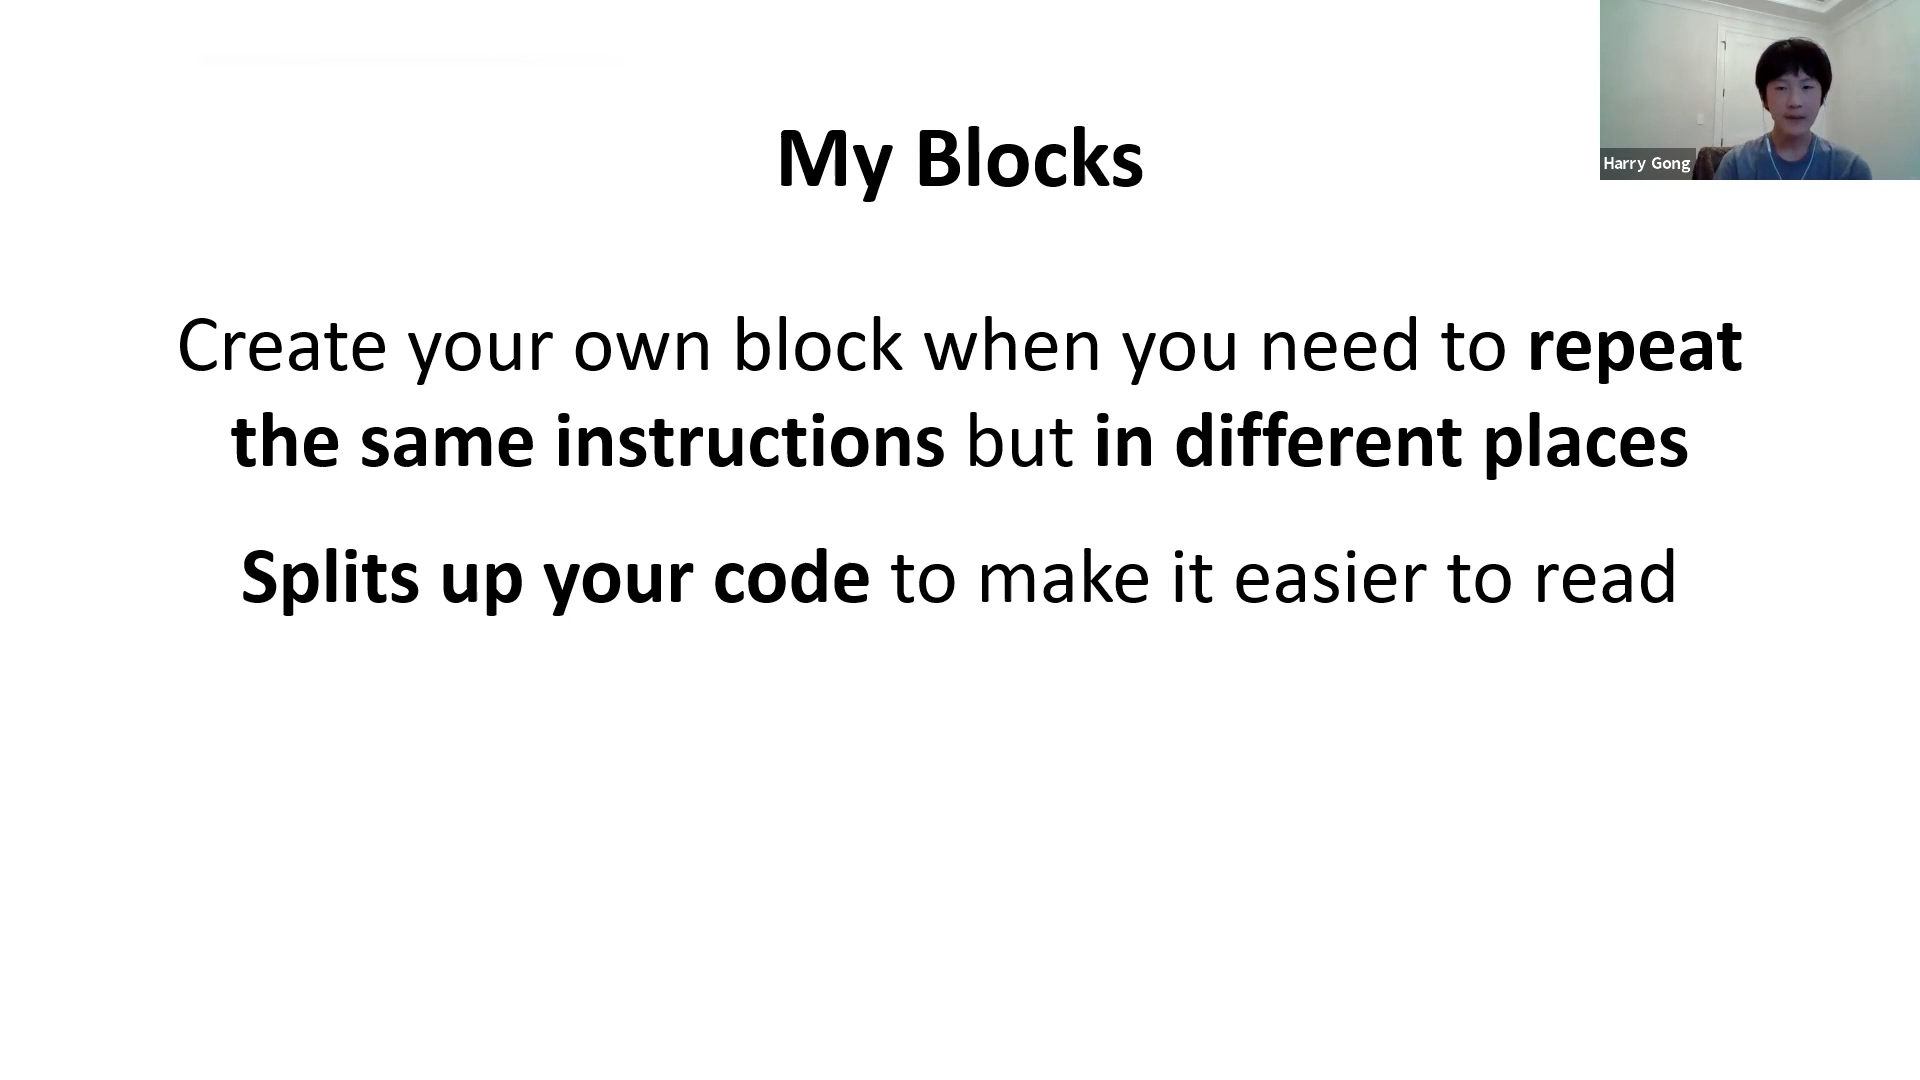 My Blocks
Harry Gong
Create your own block when you need to repeat
the same instructions but in different places
Splits up your code to make it easier to read